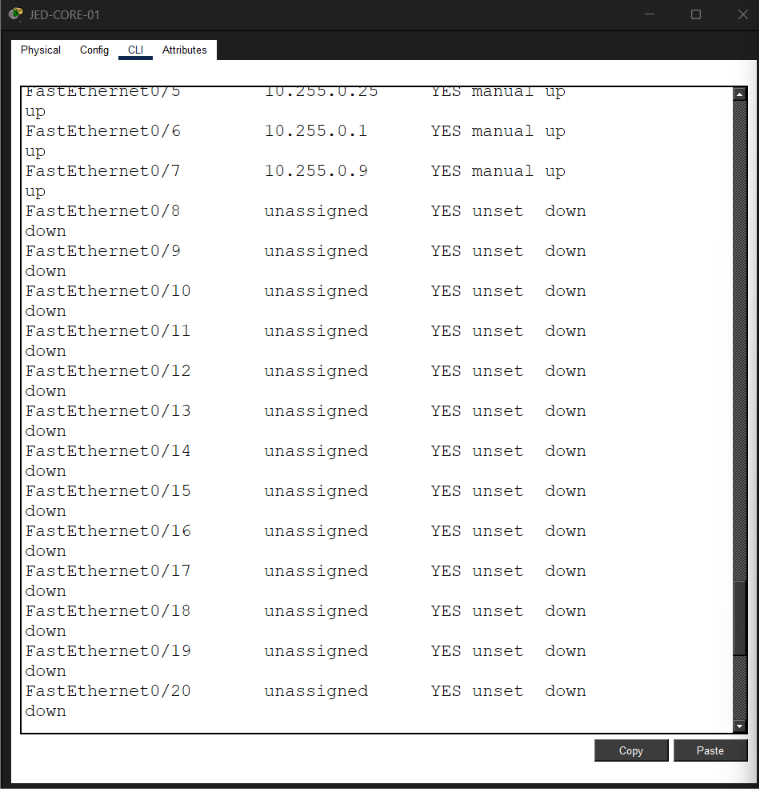 JED-CORE-01
Physical Config CLI Attributes
FastEthernet0/5 10.255.0.25 YES manual up
up
FastEthernet0/6 10.255.0.1 YES manual up
up
FastEthernet0/7 10.255.0.9 YES manual up
up
FastEthernet0/8 unassigned YES unset down
down
FastEthernet0/9 unassigned YES unset down
down
FastEthernet0/10 unassigned YES unset down
down
FastEthernet0/11 unassigned YES unset down
down
FastEthernet0/12 unassigned YES unset down
down
FastEthernet0/13 unassigned YES unset down
down
FastEthernet0/14 unassigned YES unset down
down
FastEthernet0/15 unassigned YES unset down
down
FastEthernet0/16 unassigned YES unset down
down
FastEthernet0/17 unassigned YES unset down
down
FastEthernet0/18 unassigned YES unset down
down
FastEthernet0/19 unassigned YES unset down
down
FastEthernet0/20 unassigned YES unset down
down
Copy Paste